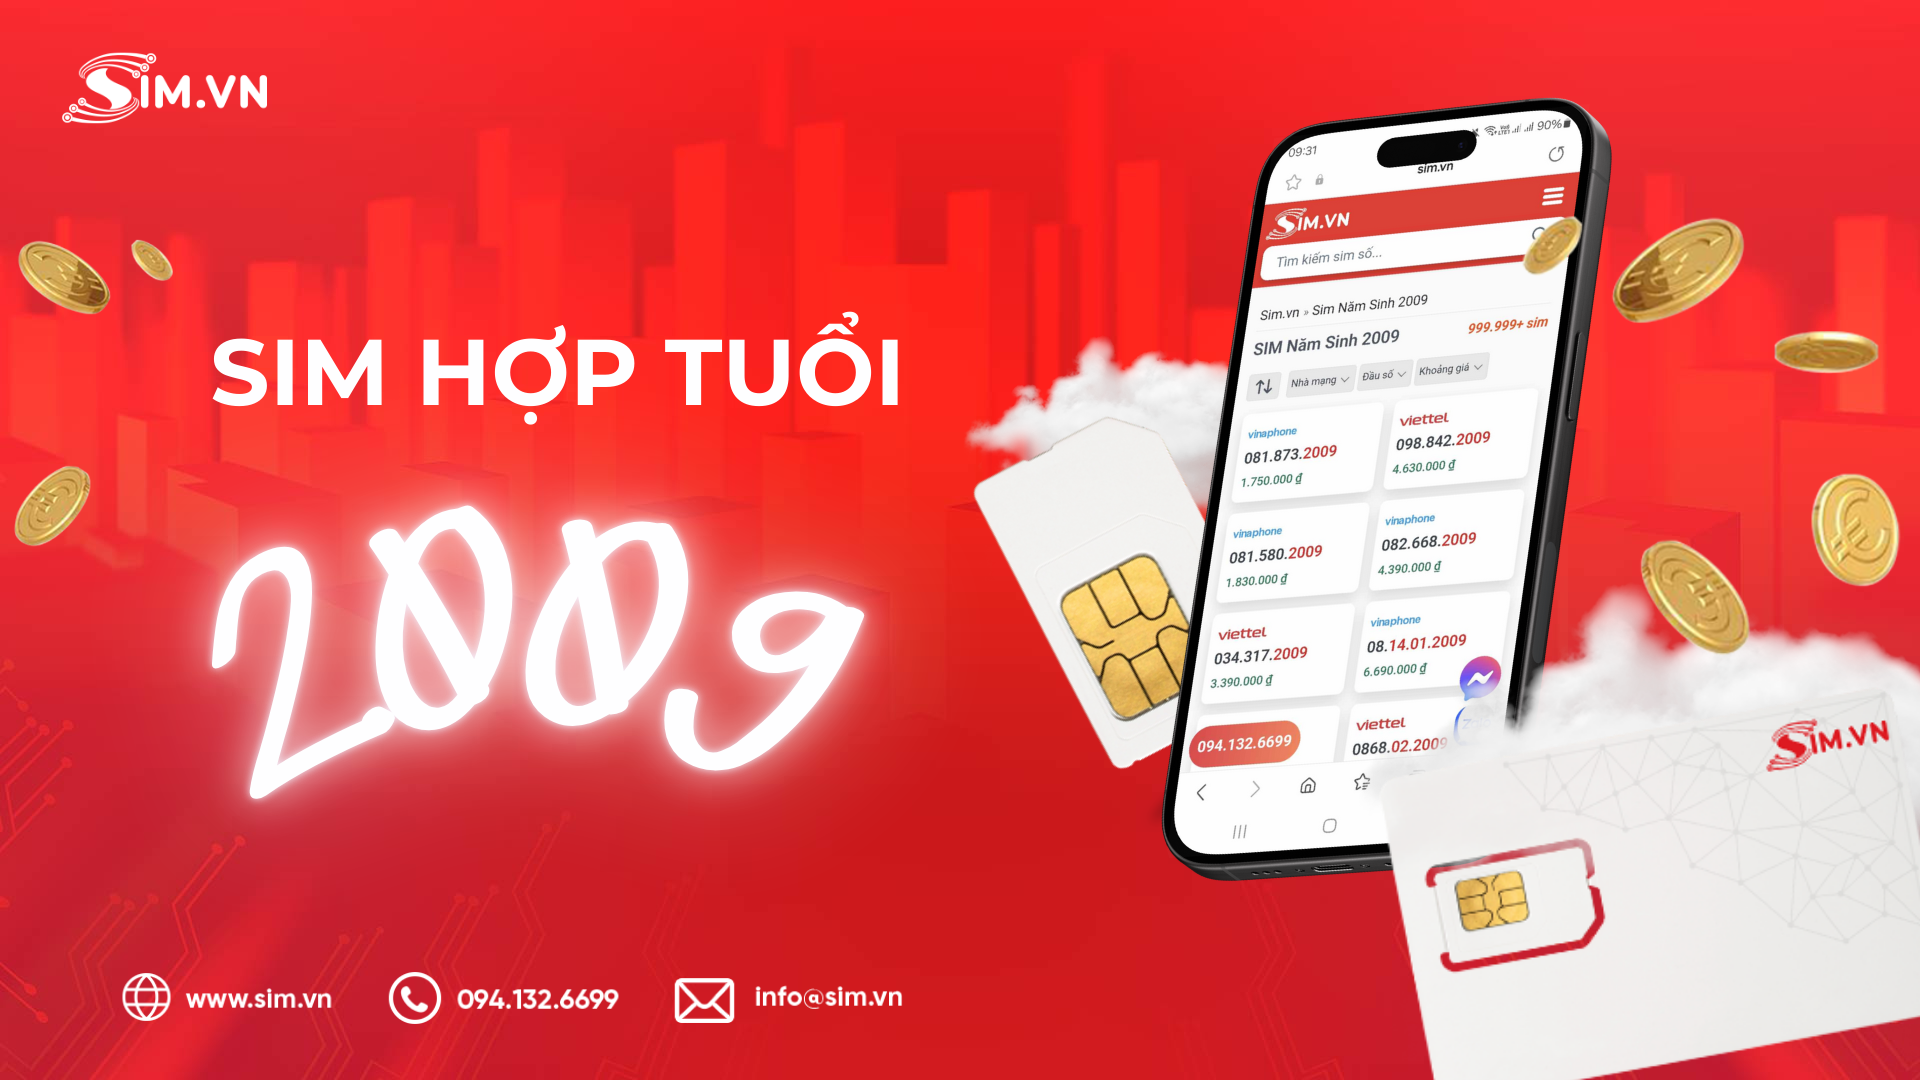 SIM.VN
SIM HỢP TUỔI
2009
www.sim.vn
094.132.6699
info@sim.vn
09:31
90%
sim.vn
SIM.VN
Tìm kiếm sim số...
Sim.vn » Sim Năm Sinh 2009
SIM Năm Sinh 2009
999.999+ sim
Nhà mạng
Đầu số
Khoảng giá
vinaphone
081.873.2009
1.750.000 ₫
viettel
098.842.2009
4.630.000 ₫
vinaphone
081.580.2009
1.830.000 ₫
vinaphone
082.668.2009
4.390.000 ₫
viettel
034.317.2009
3.390.000 ₫
vinaphone
08.14.01.2009
6.690.000 ₫
094.132.6699
viettel
0868.02.2009
SIM.VN